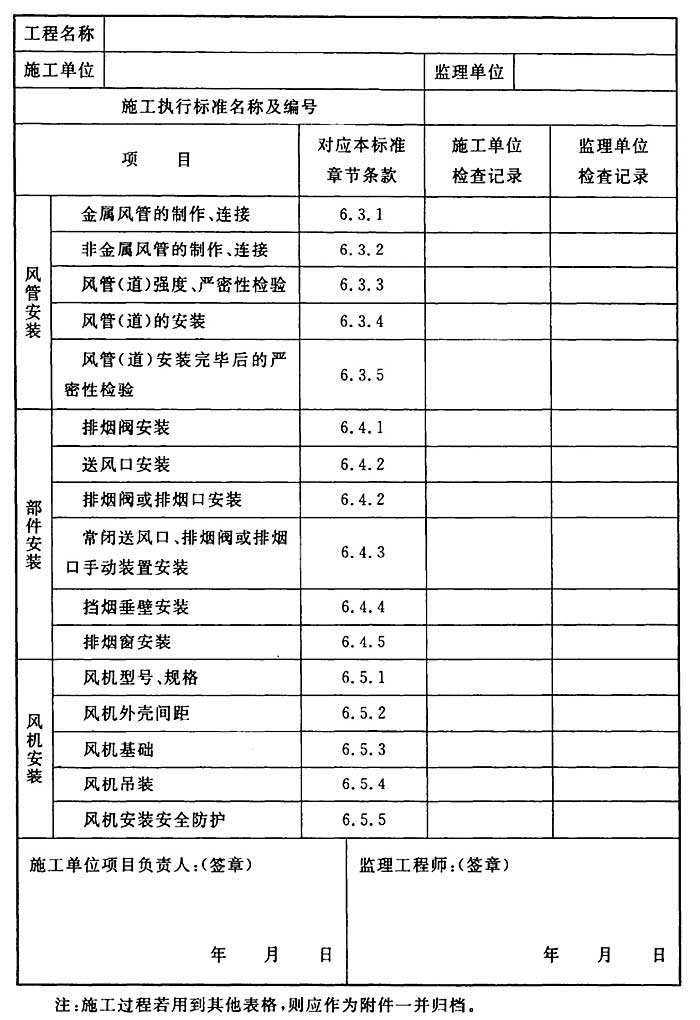 工程名称
施工单位 监理单位
施工执行标准名称及编号
项 目 对应本标准章节条款 施工单位检查记录 监理单位检查记录
风管安装
金属风管的制作、连接 6.3.1
非金属风管的制作、连接 6.3.2
风管(道)强度、严密性检验 6.3.3
风管(道)的安装 6.3.4
风管(道)安装完毕后的严
密性检验 6.3.5
部件安装
排烟阀安装 6.4.1
送风口安装 6.4.2
排烟阀或排烟口安装 6.4.2
常闭送风口、排烟阀或排烟
口手动装置安装 6.4.3
挡烟垂壁安装 6.4.4
排烟窗安装 6.4.5
风机安装
风机型号、规格 6.5.1
风机外壳间距 6.5.2
风机基础 6.5.3
风机吊装 6.5.4
风机安装安全防护 6.5.5
施工单位项目负责人:(签章) 监理工程师:(签章)
年 月 日 年 月 日
注:施工过程若用到其他表格,则应作为附件一并归档。